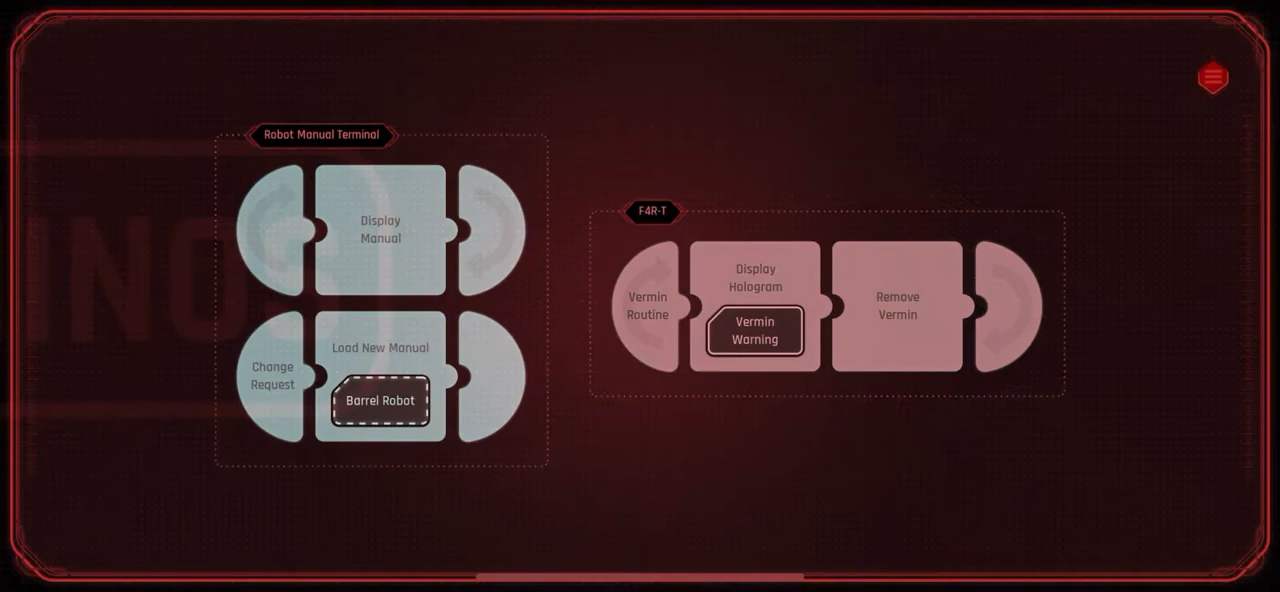 Robot Manual Terminal
Display
Manual
Change
Request
Load New Manual
Barrel Robot
F4R-T
Vermin
Routine
Display
Hologram
Vermin
Warning
Remove
Vermin